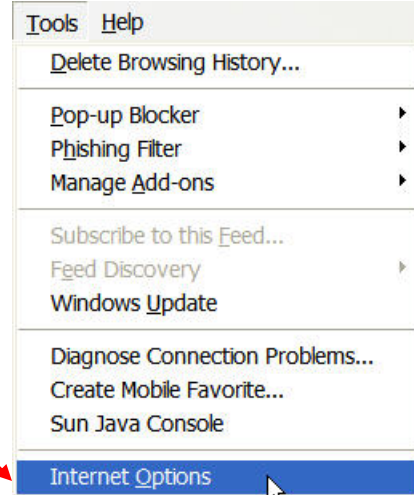 Tools Help
Delete Browsing History...
Pop-up Blocker
Phishing Filter
Manage Add-ons
Subscribe to this Feed...
Feed Discovery
Windows Update
Diagnose Connection Problems...
Create Mobile Favorite...
Sun Java Console
Internet Options